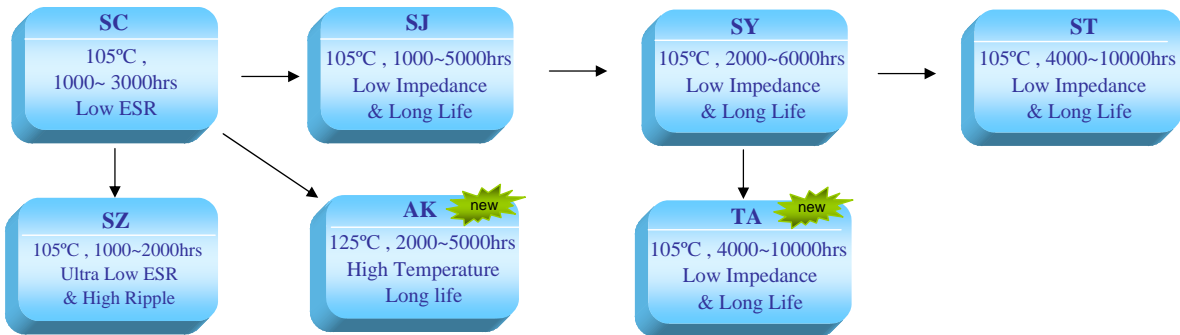 SC
105ºC ,
1000~ 3000hrs
Low ESR
SJ
105ºC , 1000~5000hrs
Low Impedance
& Long Life
SY
105ºC , 2000~6000hrs
Low Impedance
& Long Life
ST
105ºC , 4000~10000hrs
Low Impedance
& Long Life
SZ
105ºC , 1000~2000hrs
Ultra Low ESR
& High Ripple
AK
new
125ºC , 2000~5000hrs
High Temperature
Long life
TA
new
105ºC , 4000~10000hrs
Low Impedance
& Long Life